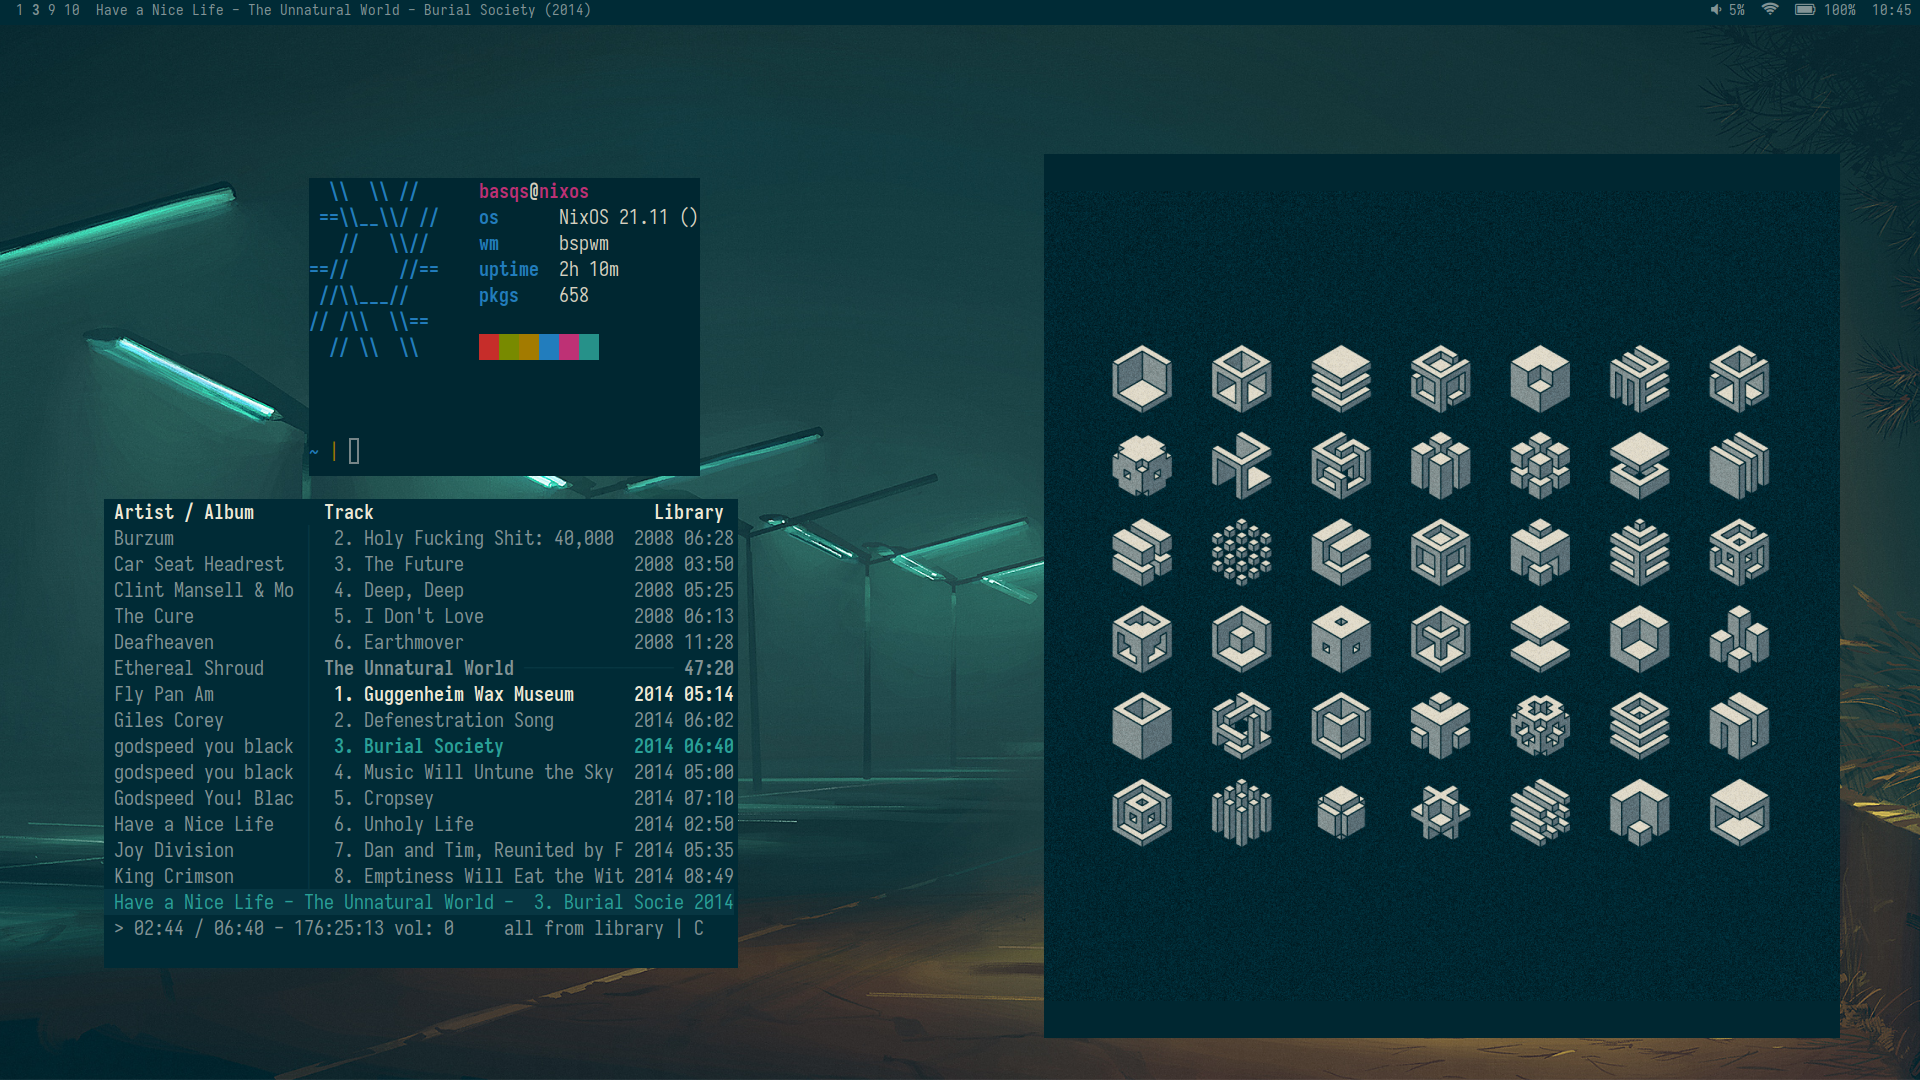 1 3 9 10 Have a Nice Life - The Unnatural World - Burial Society (2014) 5% 100% 10:45
\\ \\ // basqs@nixos
==\\__\\/ // os NixOS 21.11 ()
// \\// wm bspwm
==// //== uptime 2h 10m
//\\___// pkgs 658
// /\\ \\==
// \\ \\
~ |
Artist / Album Track Library
Burzum 2. Holy Fucking Shit: 40,000 2008 06:28
Car Seat Headrest 3. The Future 2008 03:50
Clint Mansell & Mo 4. Deep, Deep 2008 05:25
The Cure 5. I Don't Love 2008 06:13
Deafheaven 6. Earthmover 2008 11:28
Ethereal Shroud The Unnatural World 47:20
Fly Pan Am 1. Guggenheim Wax Museum 2014 05:14
Giles Corey 2. Defenestration Song 2014 06:02
godspeed you black 3. Burial Society 2014 06:40
godspeed you black 4. Music Will Untune the Sky 2014 05:00
Godspeed You! Blac 5. Cropsey 2014 07:10
Have a Nice Life 6. Unholy Life 2014 02:50
Joy Division 7. Dan and Tim, Reunited by F 2014 05:35
King Crimson 8. Emptiness Will Eat the Wit 2014 08:49
Have a Nice Life - The Unnatural World - 3. Burial Socie 2014
> 02:44 / 06:40 - 176:25:13 vol: 0 all from library | C